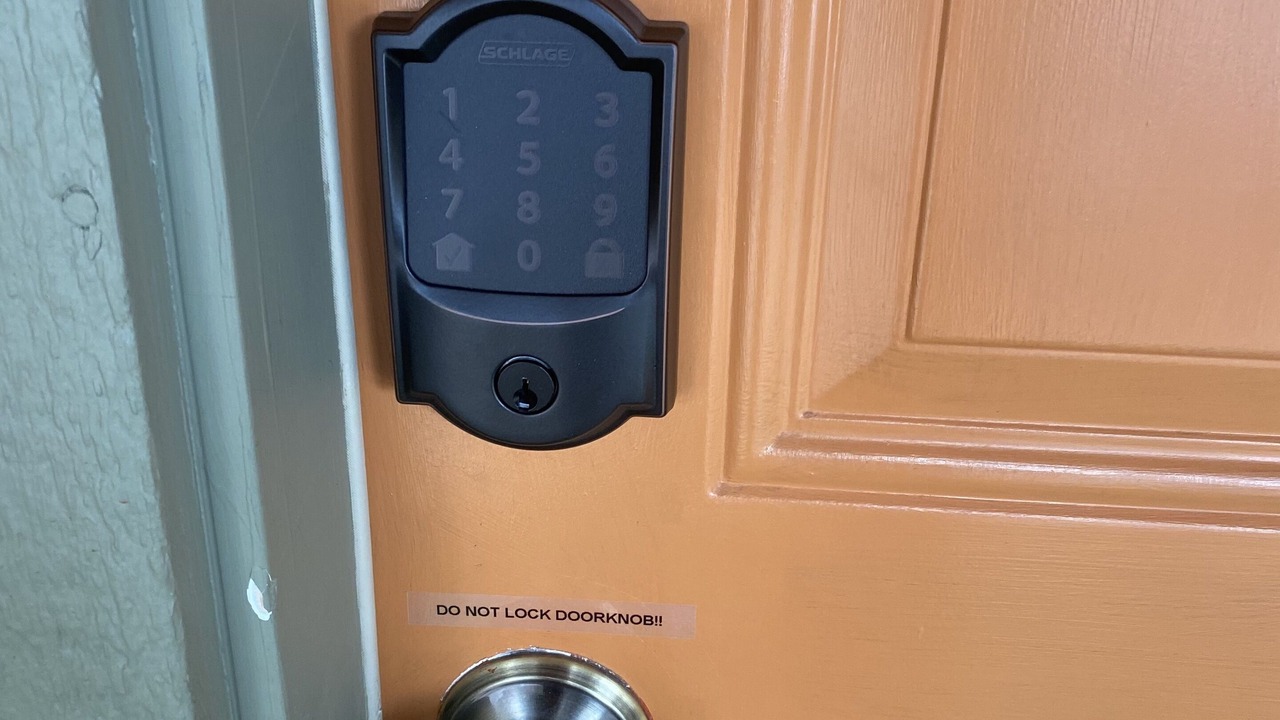 SCHLAGE
1 2 3
4 5 6
7 8 9
0
DO NOT LOCK DOORKNOB!!